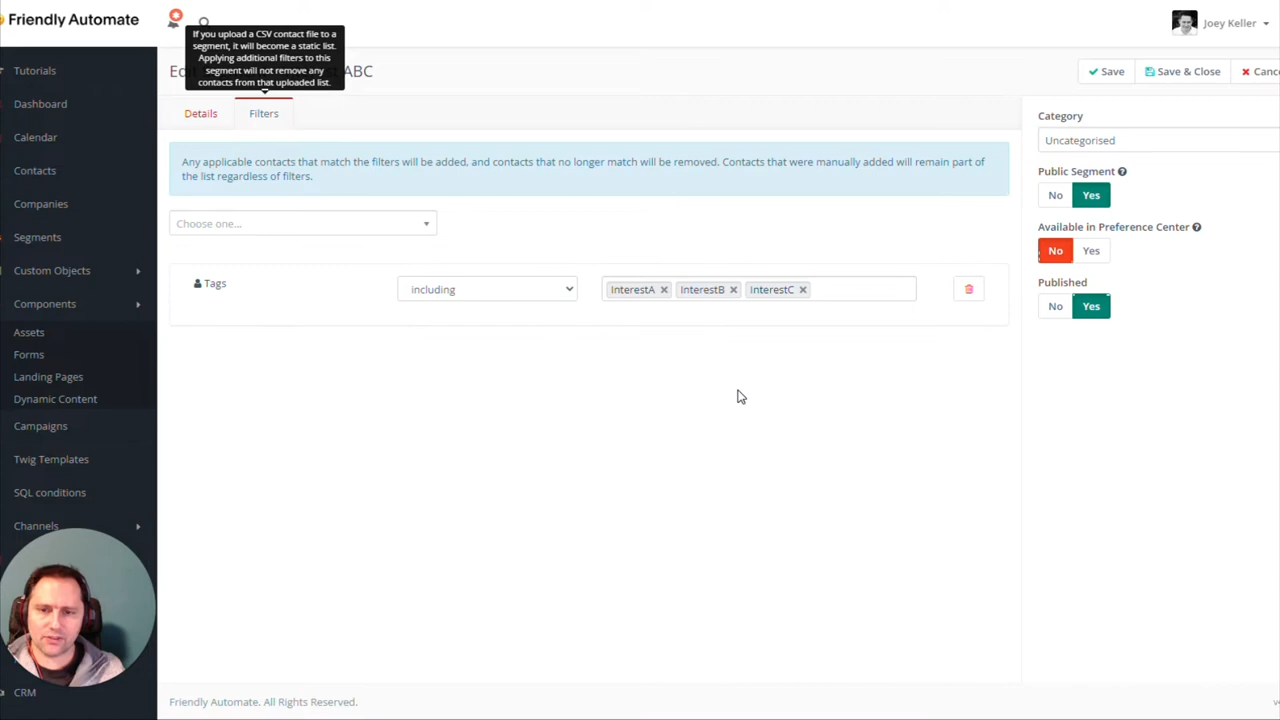 Friendly Automate
Joey Keller
If you upload a CSV contact file to a
segment, it will become a static list.
Applying additional filters to this
segment will not remove any
contacts from that uploaded list.
ABC
Save
Save & Close
Details
Filters
Tutorials
Dashboard
Calendar
Contacts
Companies
Segments
Custom Objects
Components
Assets
Forms
Landing Pages
Dynamic Content
Campaigns
Twig Templates
SQL conditions
Channels
CRM
Any applicable contacts that match the filters will be added, and contacts that no longer match will be removed. Contacts that were manually added will remain part of
the list regardless of filters.
Choose one...
Tags
including
InterestA
InterestB
InterestC
Category
Uncategorised
Public Segment
No
Yes
Available in Preference Center
No
Yes
Published
No
Yes
Friendly Automate. All Rights Reserved.